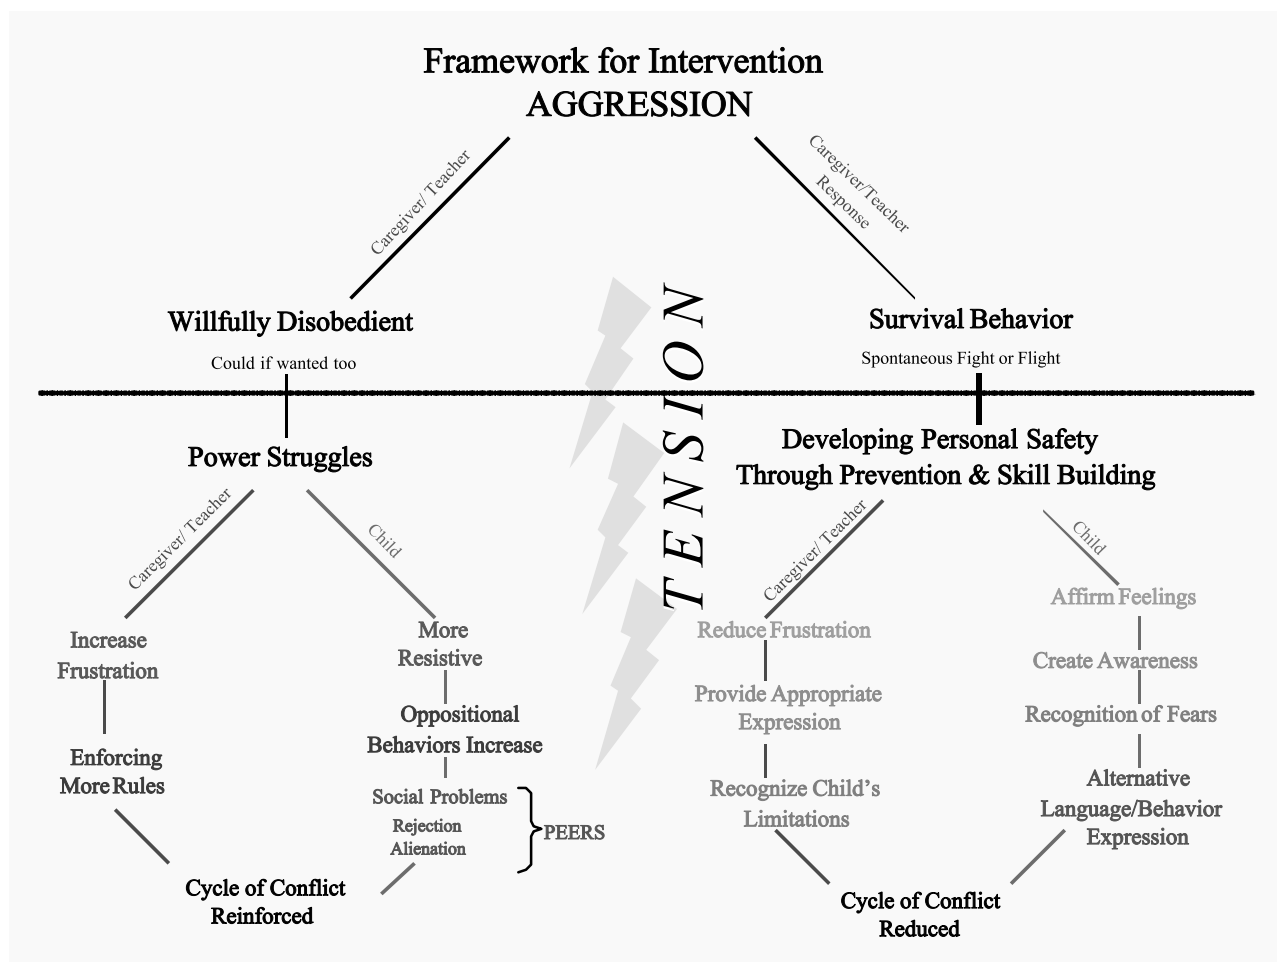 Framework for Intervention
AGGRESSION
Caregiver/ Teacher
Caregiver/Teacher
Response
Willfully Disobedient
Could if wanted too
Survival Behavior
Spontaneous Fight or Flight
TENSION
Power Struggles
Caregiver/ Teacher
Child
Increase
Frustration
Enforcing
More Rules
More
Resistive
Oppositional
Behaviors Increase
Social Problems
Rejection
Alienation
PEERS
Cycle of Conflict
Reinforced
Developing Personal Safety
Through Prevention & Skill Building
Caregiver/ Teacher
Child
Reduce Frustration
Provide Appropriate
Expression
Recognize Child's
Limitations
Affirm Feelings
Create Awareness
Recognition of Fears
Alternative
Language/Behavior
Expression
Cycle of Conflict
Reduced